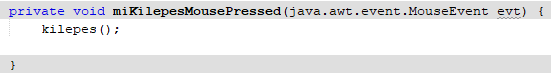 private void miKilepesMousePressed(java.awt.event.MouseEvent evt) {
    kilepes();
}